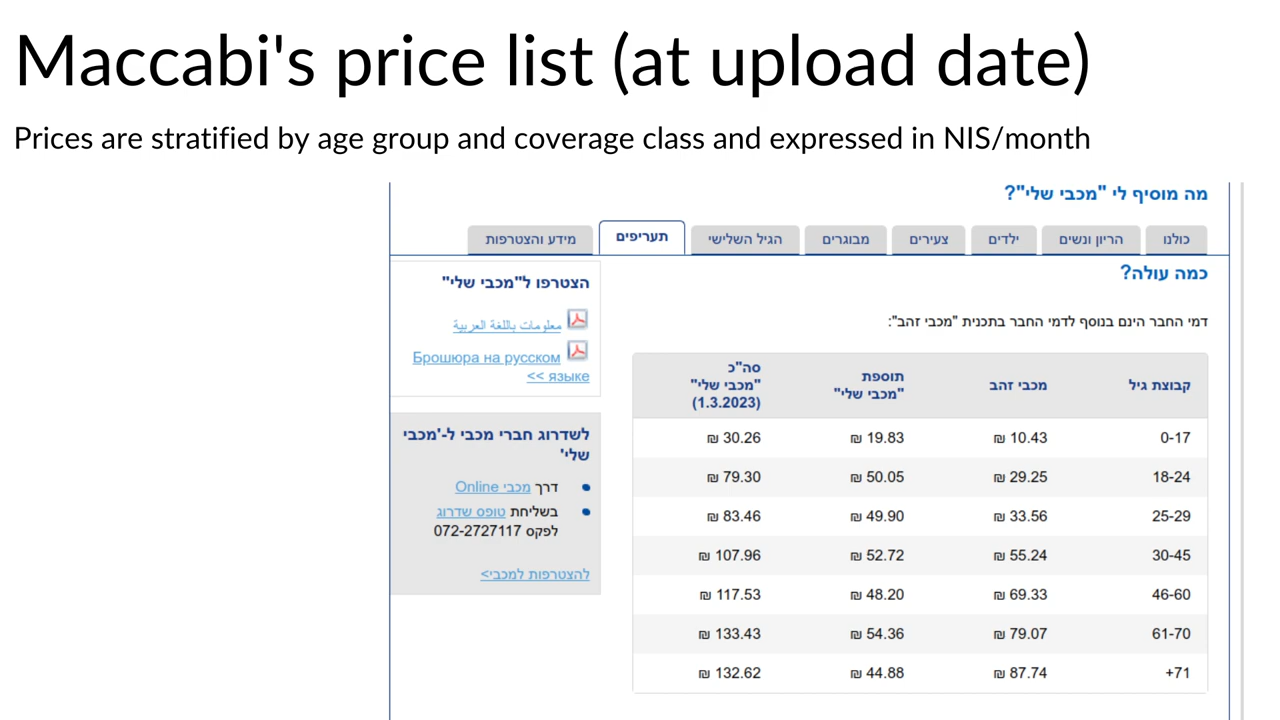 Maccabi's price list (at upload date)
Prices are stratified by age group and coverage class and expressed in NIS/month
מה מוסיף לי "מכבי שלי"?
כולנו הריון ונשים ילדים צעירים מבוגרים הגיל השלישי תעריפים מידע והצטרפות
כמה עולה?
דמי החבר הינם בנוסף לדמי החבר בתכנית "מכבי זהב":
קבוצת גיל מכבי זהב תוספת "מכבי שלי" סה"כ "מכבי שלי" (1.3.2023)
0-17 10.43 ₪ 19.83 ₪ 30.26 ₪
18-24 29.25 ₪ 50.05 ₪ 79.30 ₪
25-29 33.56 ₪ 49.90 ₪ 83.46 ₪
30-45 55.24 ₪ 52.72 ₪ 107.96 ₪
46-60 69.33 ₪ 48.20 ₪ 117.53 ₪
61-70 79.07 ₪ 54.36 ₪ 133.43 ₪
71+ 87.74 ₪ 44.88 ₪ 132.62 ₪
הצטרפו ל"מכבי שלי"
معلومات باللغة العربية
Брошюра на русском
языке >>
לשדרוג חברי מכבי ל-'מכבי
שלי'
דרך מכבי Online
בשליחת טופס שדרוג
לפקס 072-2727117
להצטרפות למכבי>